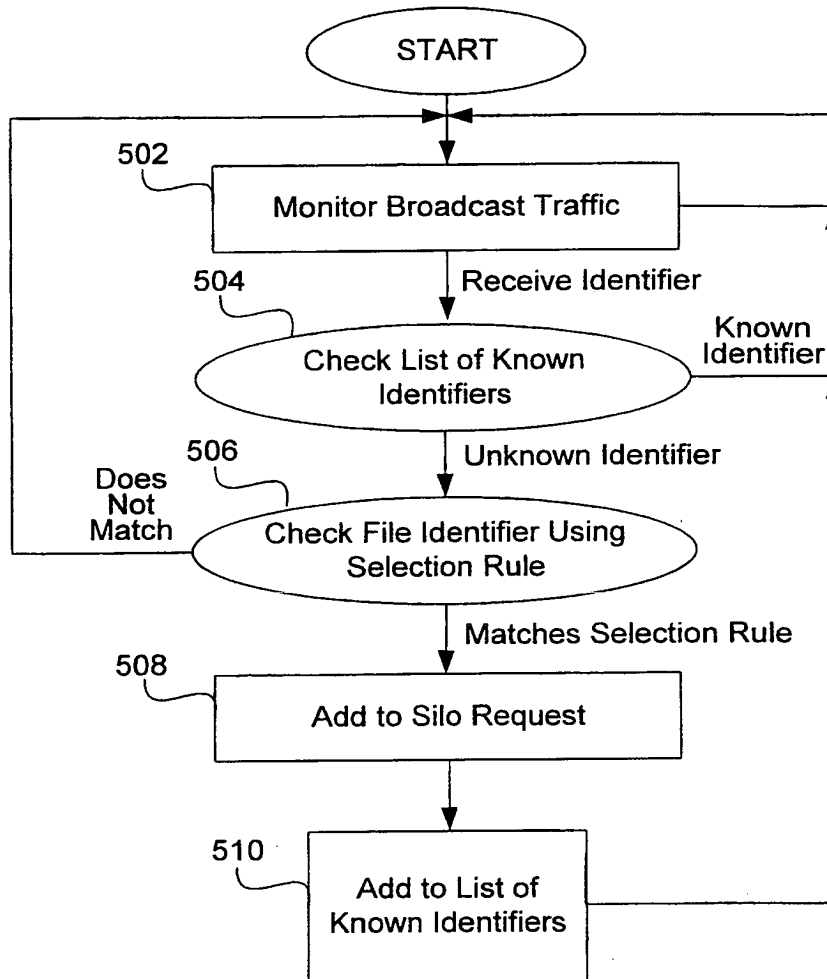 START
502
Monitor Broadcast Traffic
Receive Identifier
504
Check List of Known
Identifiers
Known
Identifier
Unknown Identifier
506
Does
Not
Match
Check File Identifier Using
Selection Rule
Matches Selection Rule
508
Add to Silo Request
510
Add to List of
Known Identifiers